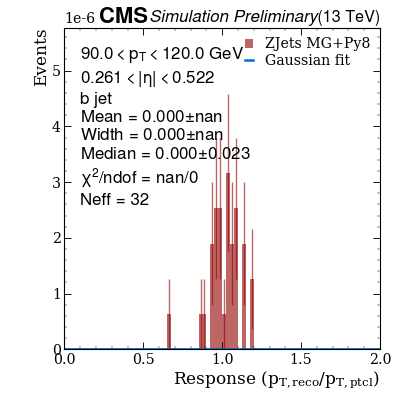 1e-6 CMS Simulation Preliminary (13 TeV)
Events
90.0 < p_T < 120.0 GeV
0.261 < |η| < 0.522
b jet
Mean = 0.000±nan
Width = 0.000±nan
Median = 0.000±0.023
χ²/ndof = nan/0
Neff = 32
ZJets MG+Py8
Gaussian fit
5
4
3
2
1
0
0.0 0.5 1.0 1.5 2.0
Response (p_T,reco/p_T,ptcl)